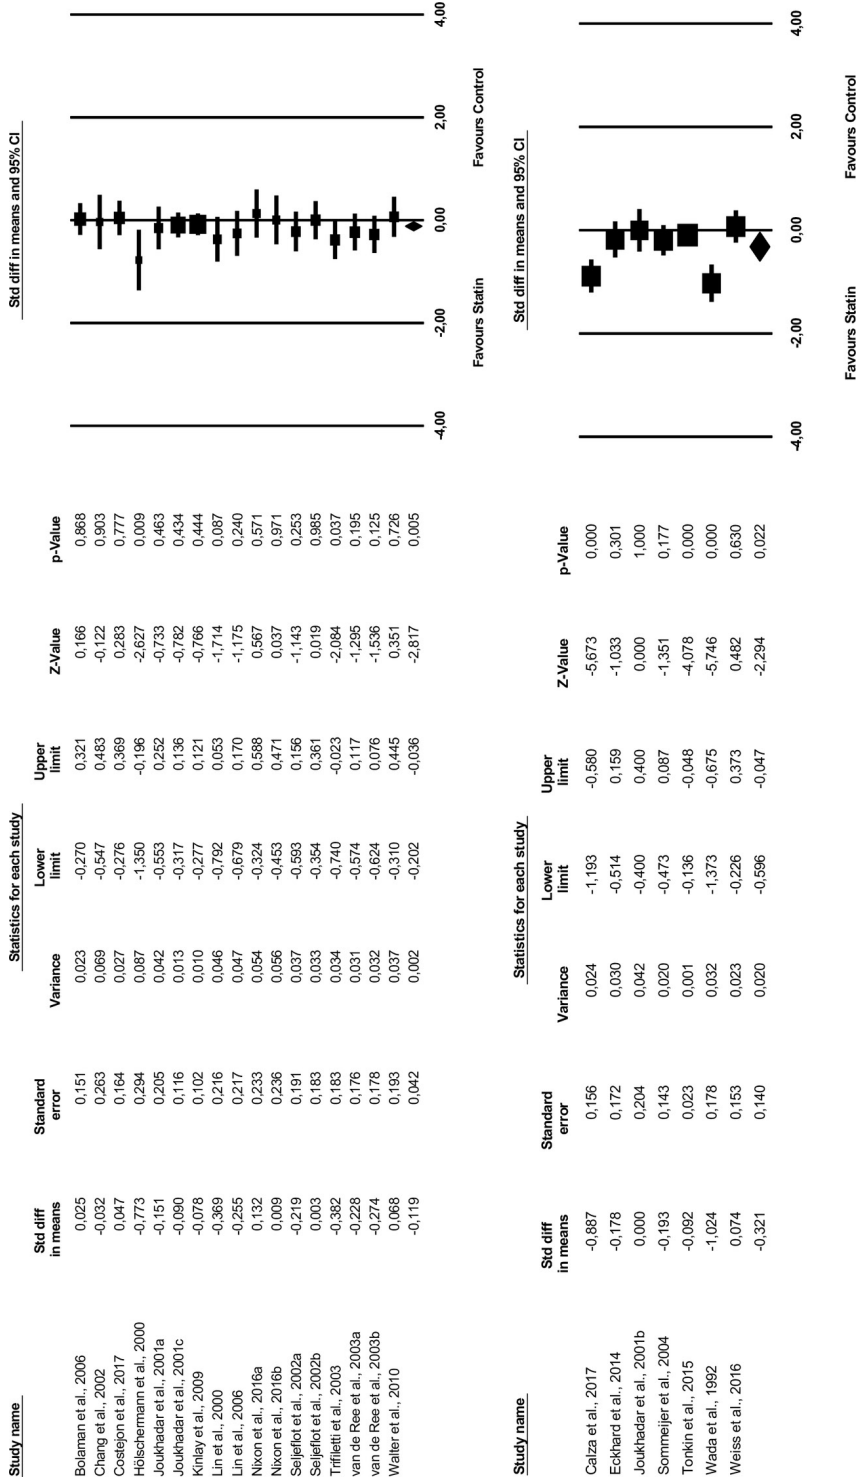 Study name Statistics for each study Std diff in means and 95% CI
Std diff in means Standard error Variance Lower limit Upper limit Z-Value p-Value
Bolaman et al., 2006 0,025 0,151 0,023 -0,270 0,321 0,166 0,868
Chang et al., 2002 -0,032 0,263 0,069 -0,547 0,483 -0,122 0,903
Costejon et al., 2017 0,047 0,164 0,027 -0,276 0,369 0,283 0,777
Hölschermann et al., 2000 -0,773 0,294 0,087 -1,350 -0,196 -2,627 0,009
Joukhadar et al., 2001a -0,151 0,205 0,042 -0,553 0,252 -0,733 0,463
Joukhadar et al., 2001c -0,090 0,116 0,013 -0,317 0,136 -0,782 0,434
Kinlay et al., 2009 -0,078 0,102 0,010 -0,277 0,121 -0,766 0,444
Lin et al., 2000 -0,369 0,216 0,046 -0,792 0,053 -1,714 0,087
Lin et al., 2006 -0,255 0,217 0,047 -0,679 0,170 -1,175 0,240
Nixon et al., 2016a 0,132 0,233 0,054 -0,324 0,588 0,567 0,571
Nixon et al., 2016b 0,009 0,236 0,056 -0,453 0,471 0,037 0,971
Seljeflot et al., 2002a -0,219 0,191 0,037 -0,593 0,156 -1,143 0,253
Seljeflot et al., 2002b 0,003 0,183 0,033 -0,354 0,361 0,019 0,985
Trifiletti et al., 2003 -0,382 0,183 0,034 -0,740 -0,023 -2,084 0,037
van de Ree et al., 2003a -0,228 0,176 0,031 -0,574 0,117 -1,295 0,195
van de Ree et al., 2003b -0,274 0,178 0,032 -0,624 0,076 -1,536 0,125
Walter et al., 2010 0,068 0,193 0,037 -0,310 0,445 0,351 0,726
-0,119 0,042 0,002 -0,202 -0,036 -2,817 0,005
-4,00 -2,00 0,00 2,00 4,00
Favours Statin Favours Control
Study name Statistics for each study Std diff in means and 95% CI
Std diff in means Standard error Variance Lower limit Upper limit Z-Value p-Value
Calza et al., 2017 -0,887 0,156 0,024 -1,193 -0,580 -5,673 0,000
Eckhard et al., 2014 -0,178 0,172 0,030 -0,514 0,159 -1,033 0,301
Joukhadar et al., 2001b 0,000 0,204 0,042 -0,400 0,400 0,000 1,000
Sommeijer et al., 2004 -0,193 0,143 0,020 -0,473 0,087 -1,351 0,177
Tonkin et al., 2015 -0,092 0,023 0,001 -0,136 -0,048 -4,078 0,000
Wada et al., 1992 -1,024 0,178 0,032 -1,373 -0,675 -5,746 0,000
Weiss et al., 2016 0,074 0,153 0,023 -0,226 0,373 0,482 0,630
-0,321 0,140 0,020 -0,596 -0,047 -2,294 0,022
-4,00 -2,00 0,00 2,00 4,00
Favours Statin Favours Control